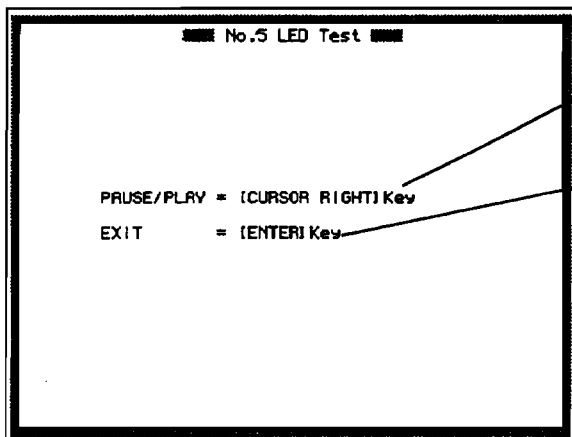 No.5 LED Test
PAUSE/PLAY = [CURSOR RIGHT] Key
EXIT = [ENTER] Key